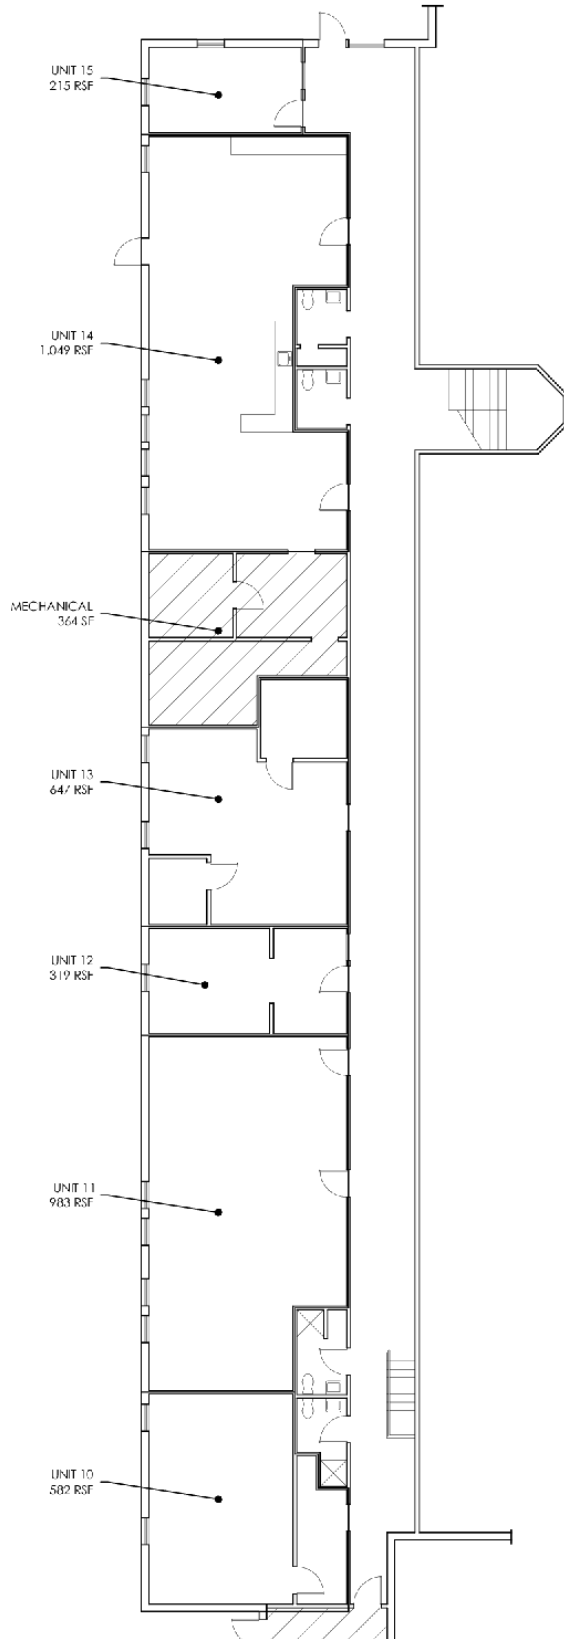 UNIT 15
215 RSF
UNIT 14
1,049 RSF
MECHANICAL
364 SF
UNIT 13
647 RSF
UNIT 12
319 RSF
UNIT 11
983 RSF
UNIT 10
582 RSF